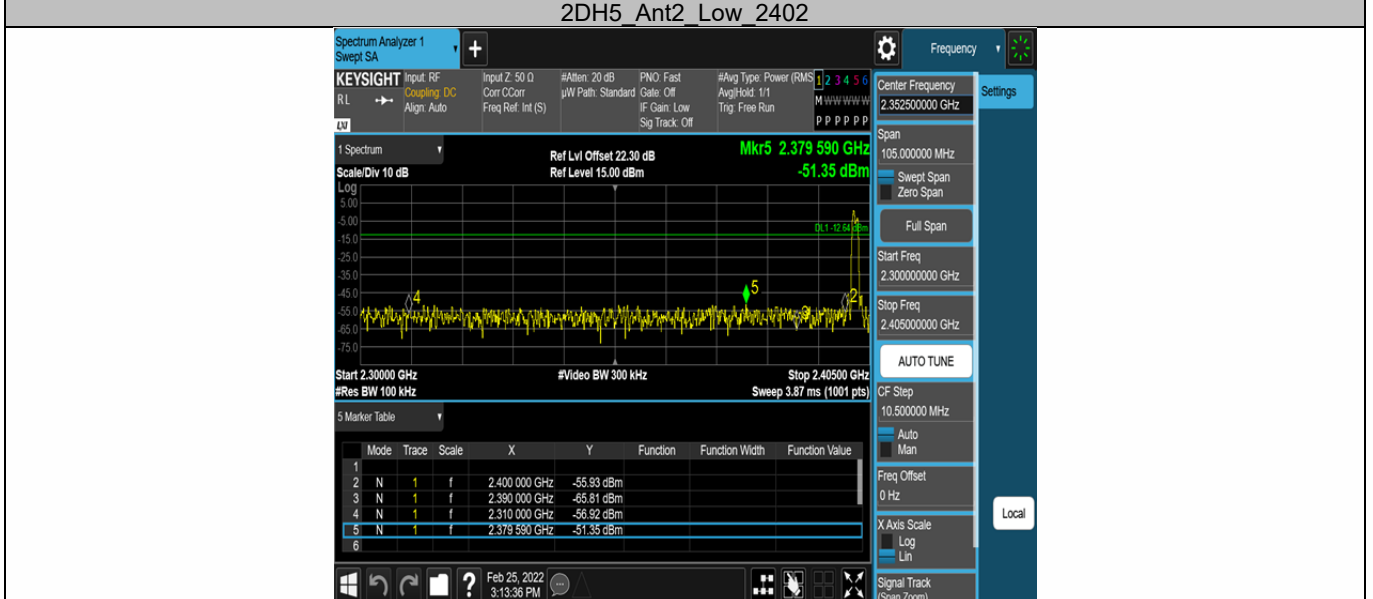 2DH5_Ant2_Low_2402
Spectrum Analyzer 1
Swept SA
+
Frequency
KEYSIGHT
Input: RF
Coupling: DC
Align: Auto
Input Z: 50 Ω
Corr CCorr
Freq Ref: Int (S)
#Atten: 20 dB
µW Path: Standard
PNO: Fast
Gate: Off
IF Gain: Low
Sig Track: Off
#Avg Type: Power (RMS
Avg|Hold: 1/1
Trig: Free Run
1 2 3 4 5 6
M W W W W W
P P P P P P
RL
LXI
1 Spectrum
Ref Lvl Offset 22.30 dB
Mkr5 2.379 590 GHz
Scale/Div 10 dB
Ref Level 15.00 dBm
-51.35 dBm
Log
5.00
-5.00
-15.0
-25.0
-35.0
-45.0
-55.0
-65.0
-75.0
DL1 -12.64 dBm
4
5
3
2
Start 2.30000 GHz
#Video BW 300 kHz
Stop 2.40500 GHz
#Res BW 100 kHz
Sweep 3.87 ms (1001 pts)
5 Marker Table
Mode Trace Scale X Y Function Function Width Function Value
1
2 N 1 f 2.400 000 GHz -55.93 dBm
3 N 1 f 2.390 000 GHz -65.81 dBm
4 N 1 f 2.310 000 GHz -56.92 dBm
5 N 1 f 2.379 590 GHz -51.35 dBm
6
?
Feb 25, 2022
3:13:36 PM
Center Frequency
2.352500000 GHz
Settings
Span
105.000000 MHz
Swept Span
Zero Span
Full Span
Start Freq
2.300000000 GHz
Stop Freq
2.405000000 GHz
AUTO TUNE
CF Step
10.500000 MHz
Auto
Man
Freq Offset
0 Hz
Local
X Axis Scale
Log
Lin
Signal Track
(Span Zoom)